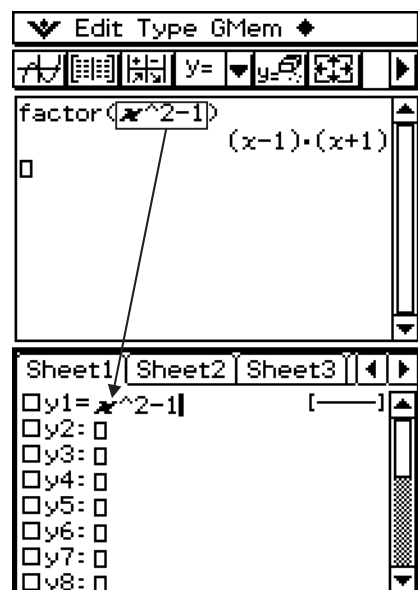 Edit Type GMem
y=
factor(x^2-1)
(x-1)·(x+1)
Sheet1 Sheet2 Sheet3
y1=x^2-1 [—]
y2:
y3:
y4:
y5:
y6:
y7:
y8: